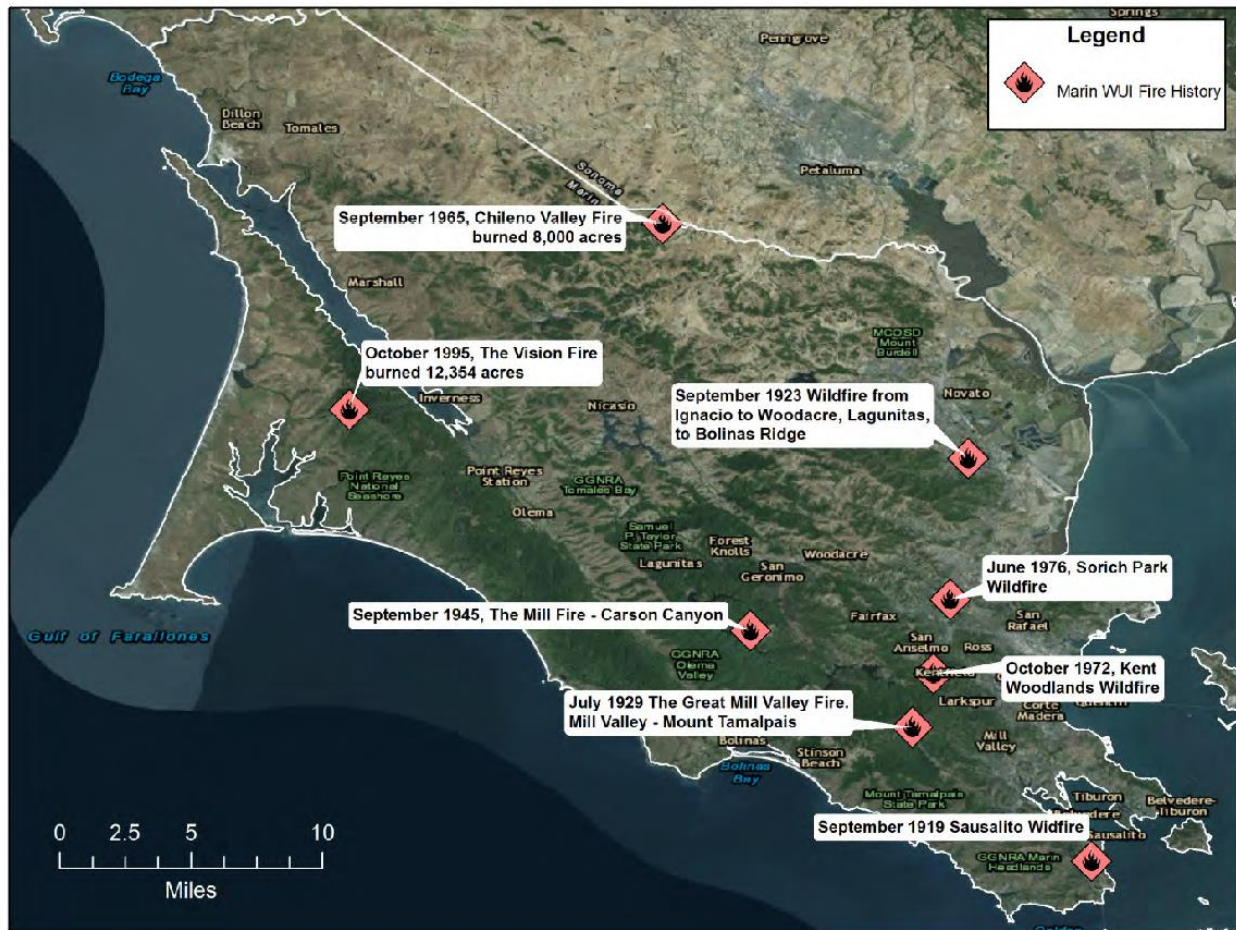 Springs
Legend
Marin WUI Fire History
Penngrove
Bodega
Bay
Dillon
Beach
Tomales
Petaluma
Sonoma
Marin
September 1965, Chileno Valley Fire
burned 8,000 acres
Marshall
MCOSD
Mount
Burdell
October 1995, The Vision Fire
burned 12,354 acres
Inverness
Nicasio
Novato
September 1923 Wildfire from
Ignacio to Woodacre, Lagunitas,
to Bolinas Ridge
Point Reyes
National
Seashore
Point Reyes
Station
GGNRA
Tomales Bay
Olema
Samuel
P. Taylor
State Park
Forest
Knolls
Woodacre
Lagunitas
San
Geronimo
June 1976, Sorich Park
Wildfire
September 1945, The Mill Fire - Carson Canyon
Fairfax
San
Rafael
Gulf of Farallones
San
Anselmo
Ross
GGNRA
Olema
Valley
Kentfield
October 1972, Kent
Woodlands Wildfire
July 1929 The Great Mill Valley Fire.
Mill Valley - Mount Tamalpais
Larkspur
Corte
Madera
Quentin
Bolinas
Stinson
Beach
Mill
Valley
Bolinas
Bay
Mount Tamalpais
State Park
Tiburon
Belvedere
Belvedere-
Tiburon
September 1919 Sausalito Widfire
Sausalito
GGNRA Marin
Headlands
0 2.5 5 10
Miles